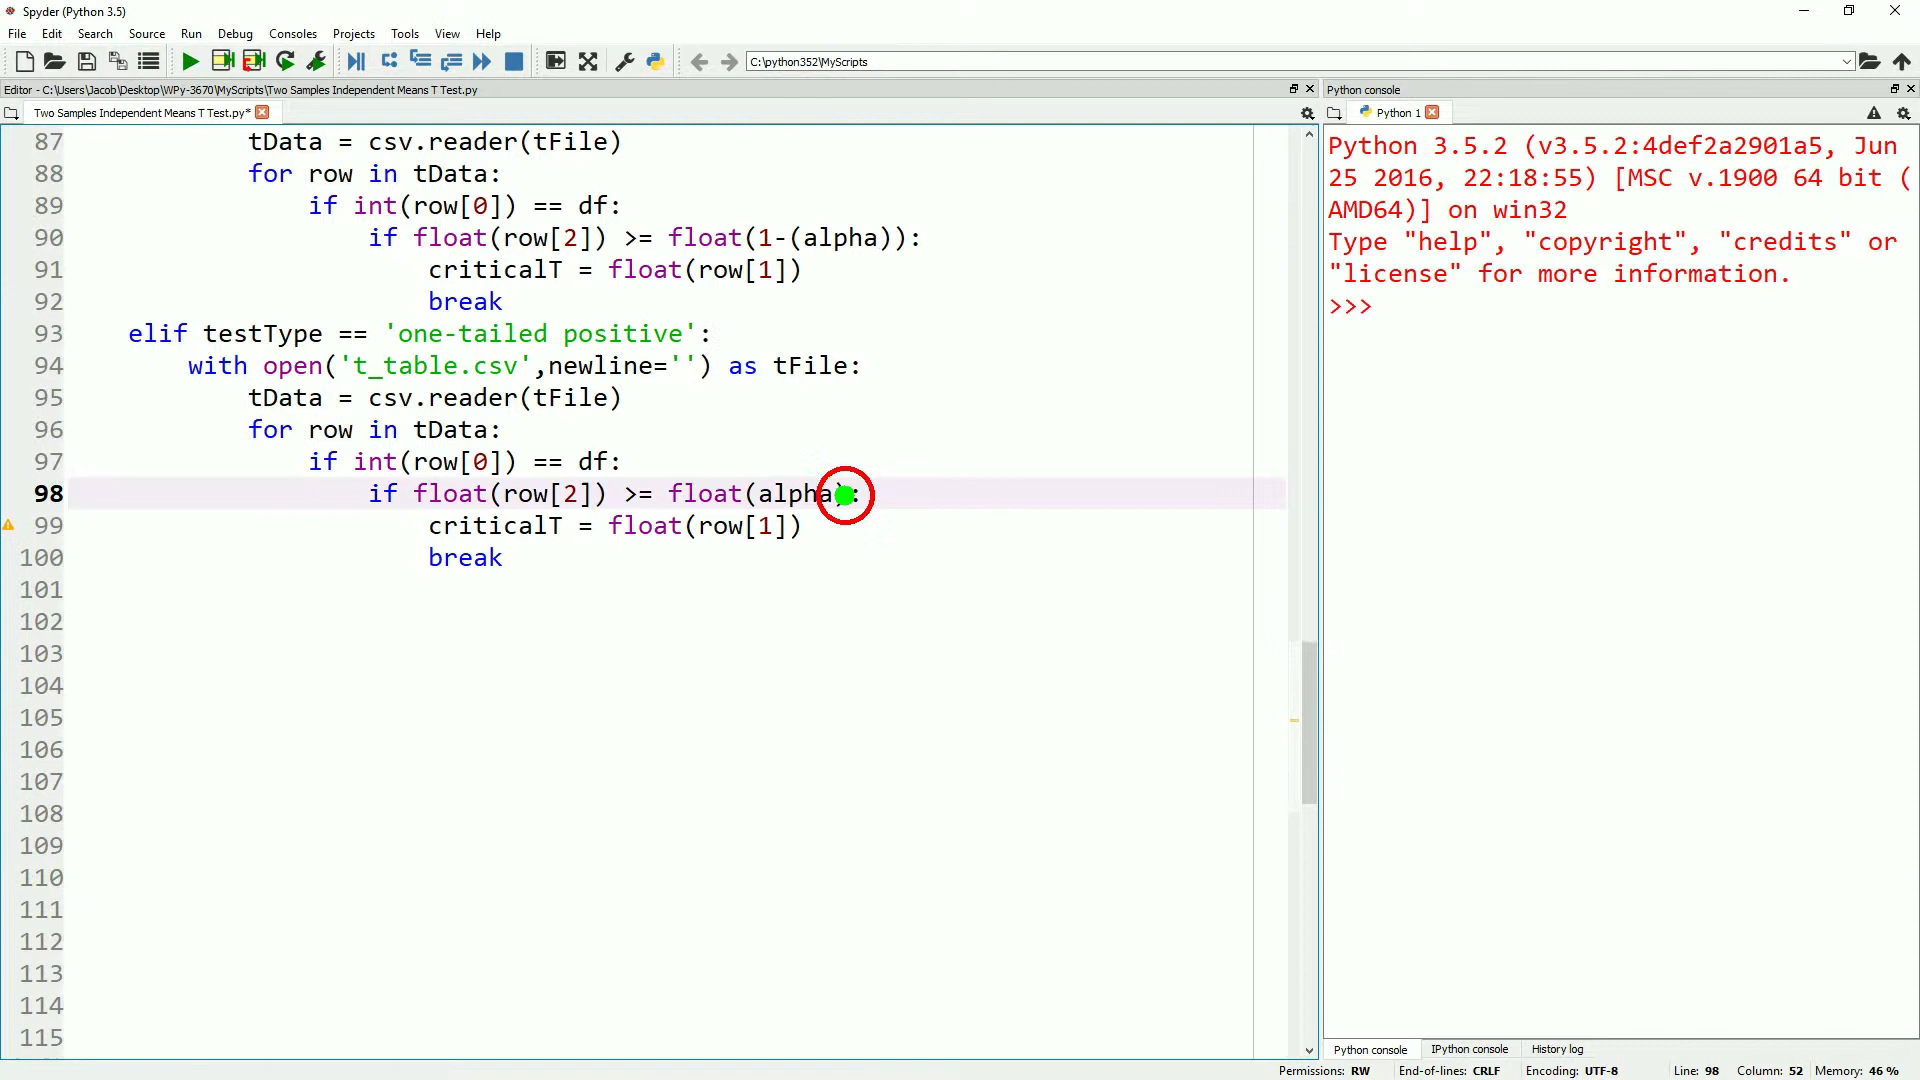 Spyder (Python 3.5)
File Edit Search Source Run Debug Consoles Projects Tools View Help
C:\python352\MyScripts
Editor - C:\Users\Jacob\Desktop\WPy-3670\MyScripts\Two Samples Independent Means T Test.py
Two Samples Independent Means T Test.py*
87 tData = csv.reader(tFile)
88 for row in tData:
89 if int(row[0]) == df:
90 if float(row[2]) >= float(1-(alpha)):
91 criticalT = float(row[1])
92 break
93 elif testType == 'one-tailed positive':
94 with open('t_table.csv',newline='') as tFile:
95 tData = csv.reader(tFile)
96 for row in tData:
97 if int(row[0]) == df:
98 if float(row[2]) >= float(alpha):
99 criticalT = float(row[1])
100 break
101
102
103
104
105
106
107
108
109
110
111
112
113
114
115
Python console
Python 1
Python 3.5.2 (v3.5.2:4def2a2901a5, Jun
25 2016, 22:18:55) [MSC v.1900 64 bit (
AMD64)] on win32
Type "help", "copyright", "credits" or
"license" for more information.
>>>
Python console IPython console History log
Permissions: RW End-of-lines: CRLF Encoding: UTF-8 Line: 98 Column: 52 Memory: 46 %